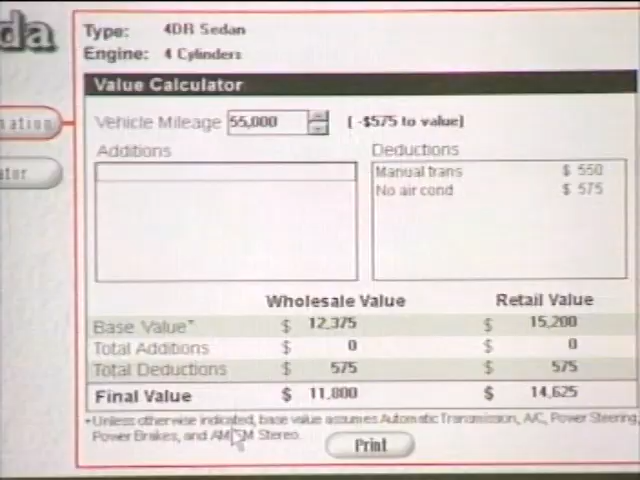 da
Type: 4DR Sedan
Engine: 4 Cylinders
Value Calculator
Vehicle Mileage 55,000 ( -$575 to value)
Additions
Deductions
Manual trans $ 550
No air cond $ 575
Wholesale Value Retail Value
Base Value* $ 12,375 $ 15,200
Total Additions $ 0 $ 0
Total Deductions $ 575 $ 575
Final Value $ 11,800 $ 14,625
*Unless otherwise indicated, base value assumes Automatic Transmission, A/C, Power Steering,
Power Brakes, and AM/FM Stereo.
Print